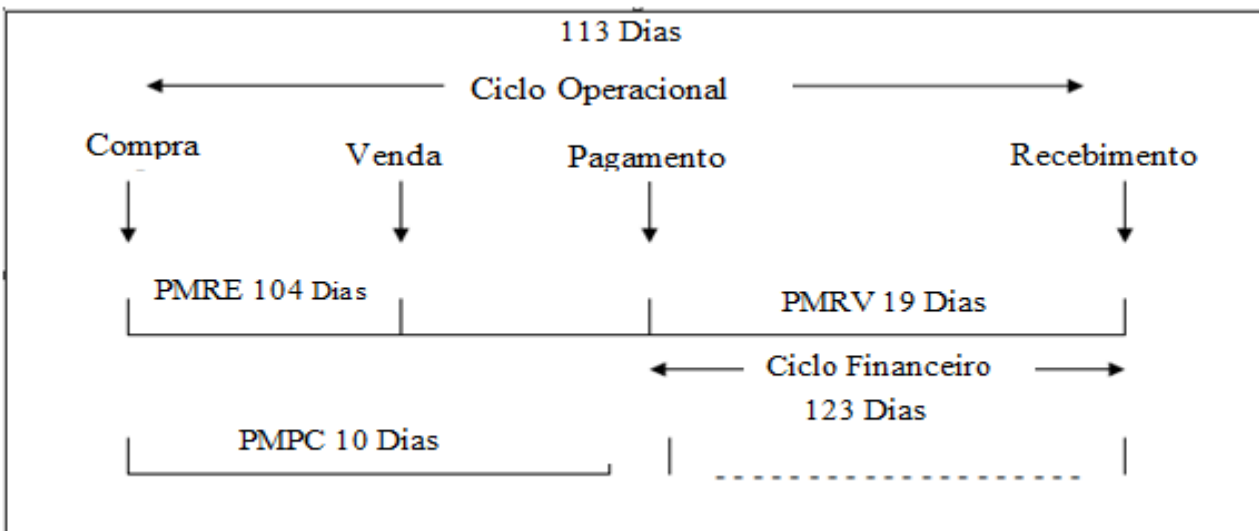 113 Dias
Ciclo Operacional
Compra
Venda
Pagamento
Recebimento
PMRE 104 Dias
PMRV 19 Dias
Ciclo Financeiro
123 Dias
PMPC 10 Dias